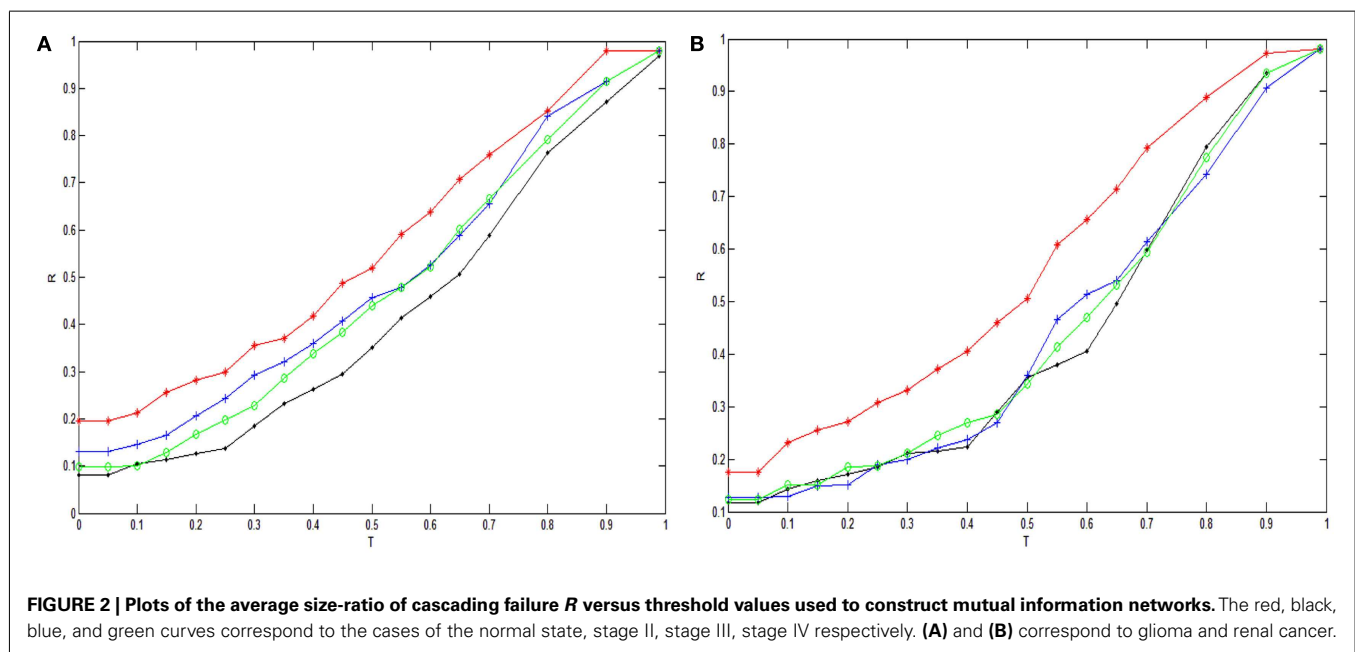 A
1
0.9
0.8
0.7
0.6
0.5
0.4
0.3
0.2
0.1
0
R
0 0.1 0.2 0.3 0.4 0.5 0.6 0.7 0.8 0.9 1
T
B
1
0.9
0.8
0.7
0.6
0.5
0.4
0.3
0.2
0.1
R
0 0.1 0.2 0.3 0.4 0.5 0.6 0.7 0.8 0.9 1
T
FIGURE 2 | Plots of the average size-ratio of cascading failure R versus threshold values used to construct mutual information networks. The red, black,
blue, and green curves correspond to the cases of the normal state, stage II, stage III, stage IV respectively. (A) and (B) correspond to glioma and renal cancer.